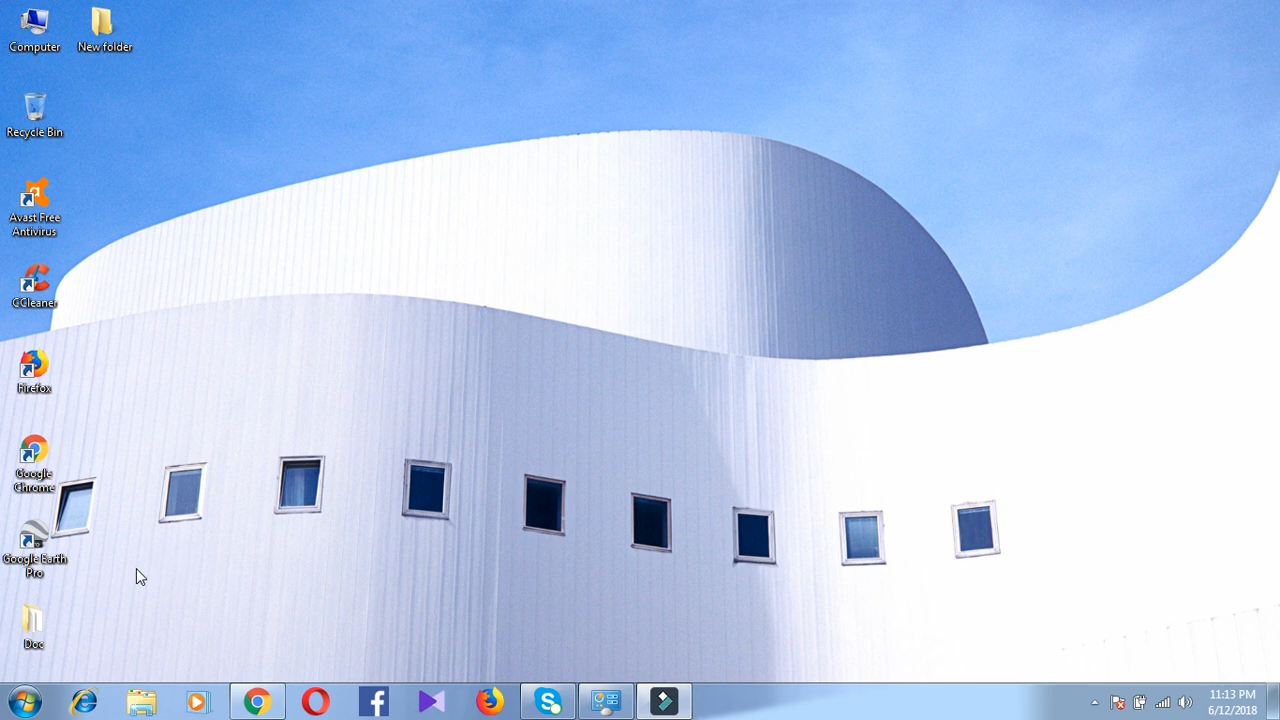 Computer
New folder
Recycle Bin
Avast Free
Antivirus
CCleaner
Firefox
Google
Chrome
Google Earth
Pro
Doc
11:13 PM
6/12/2018